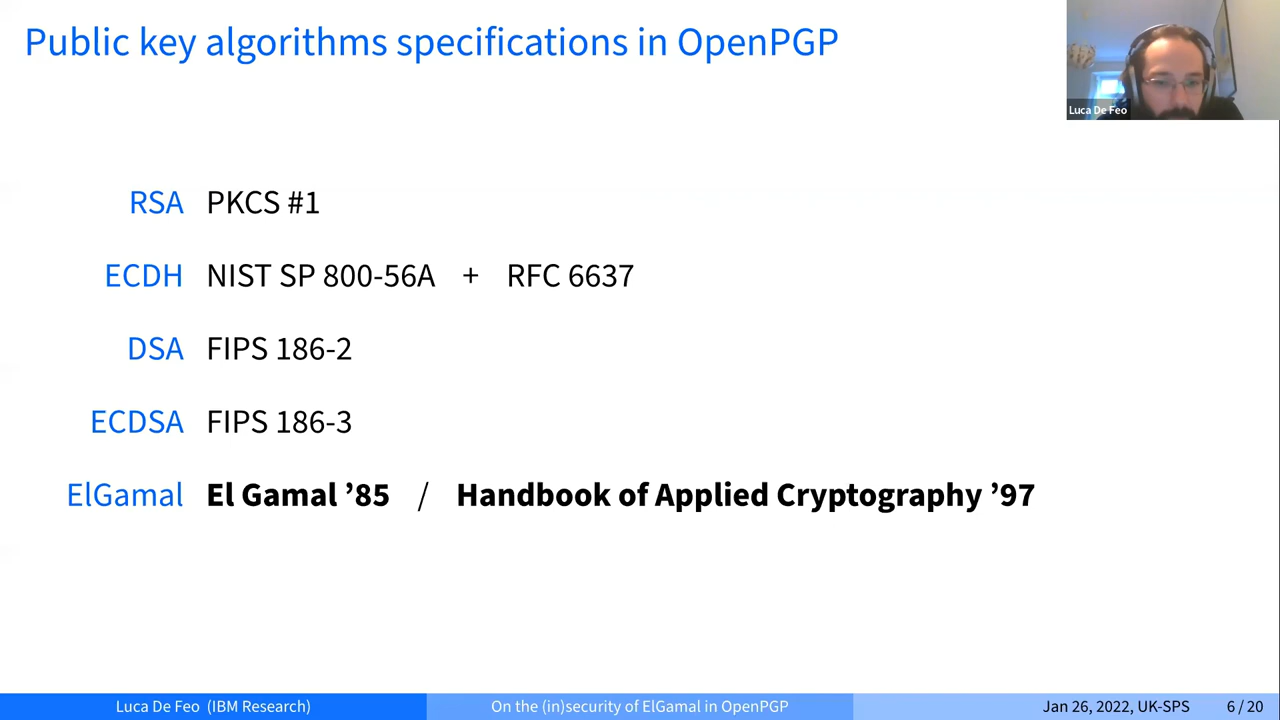 Public key algorithms specifications in OpenPGP
Luca De Feo
RSA PKCS #1
ECDH NIST SP 800-56A + RFC 6637
DSA FIPS 186-2
ECDSA FIPS 186-3
ElGamal El Gamal ’85 / Handbook of Applied Cryptography ’97
Luca De Feo (IBM Research) On the (in)security of ElGamal in OpenPGP Jan 26, 2022, UK-SPS 6 / 20